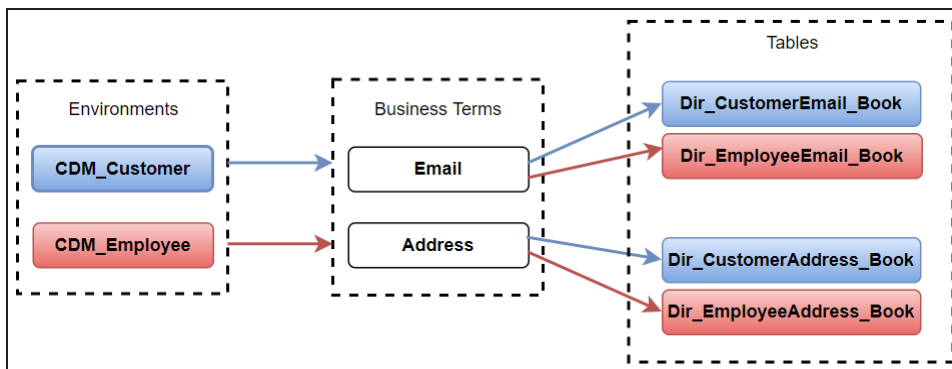 Environments
CDM_Customer
CDM_Employee
Business Terms
Email
Address
Tables
Dir_CustomerEmail_Book
Dir_EmployeeEmail_Book
Dir_CustomerAddress_Book
Dir_EmployeeAddress_Book